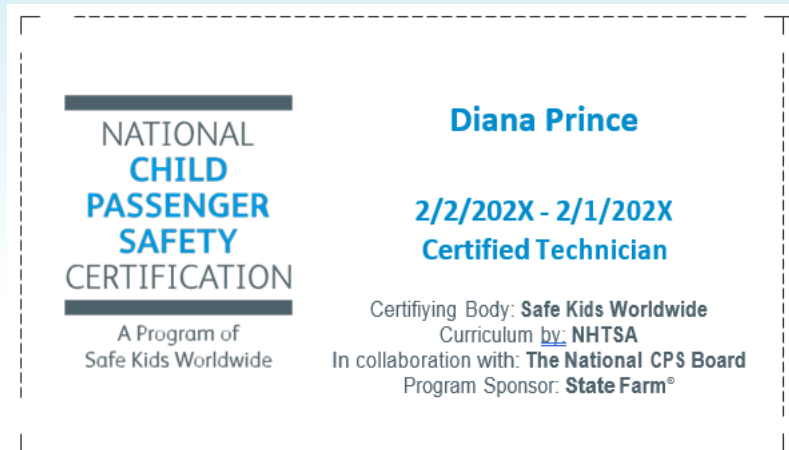 NATIONAL
CHILD
PASSENGER
SAFETY
CERTIFICATION
A Program of
Safe Kids Worldwide
Diana Prince
2/2/202X - 2/1/202X
Certified Technician
Certifiying Body: Safe Kids Worldwide
Curriculum by: NHTSA
In collaboration with: The National CPS Board
Program Sponsor: State Farm®